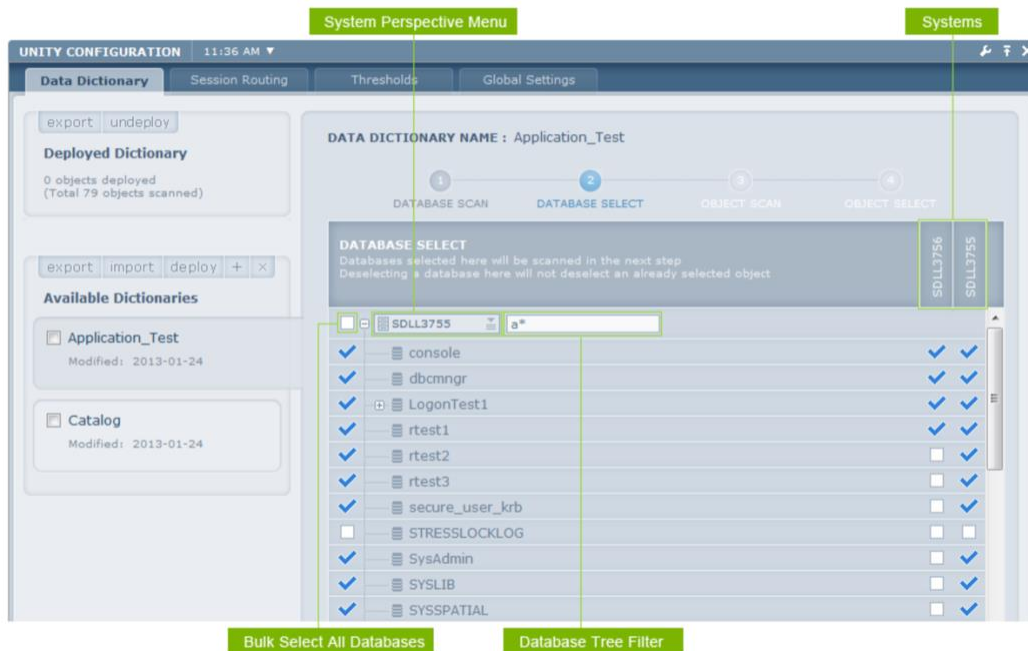 System Perspective Menu
Systems
UNITY CONFIGURATION 11:36 AM ▼
Data Dictionary Session Routing Thresholds Global Settings
export undeploy
Deployed Dictionary
0 objects deployed
(Total 79 objects scanned)
export import deploy + ×
Available Dictionaries
Application_Test
Modified: 2013-01-24
Catalog
Modified: 2013-01-24
DATA DICTIONARY NAME : Application_Test
1 2 3 4
DATABASE SCAN DATABASE SELECT OBJECT SCAN OBJECT SELECT
DATABASE SELECT
Databases selected here will be scanned in the next step
Deselecting a database here will not deselect an already selected object
SDLL3756
SDLL3755
SDLL3755 a*
console
dbcmngr
LogonTest1
rtest1
rtest2
rtest3
secure_user_krb
STRESSLOCKLOG
SysAdmin
SYSLIB
SYSSPATIAL
Bulk Select All Databases
Database Tree Filter